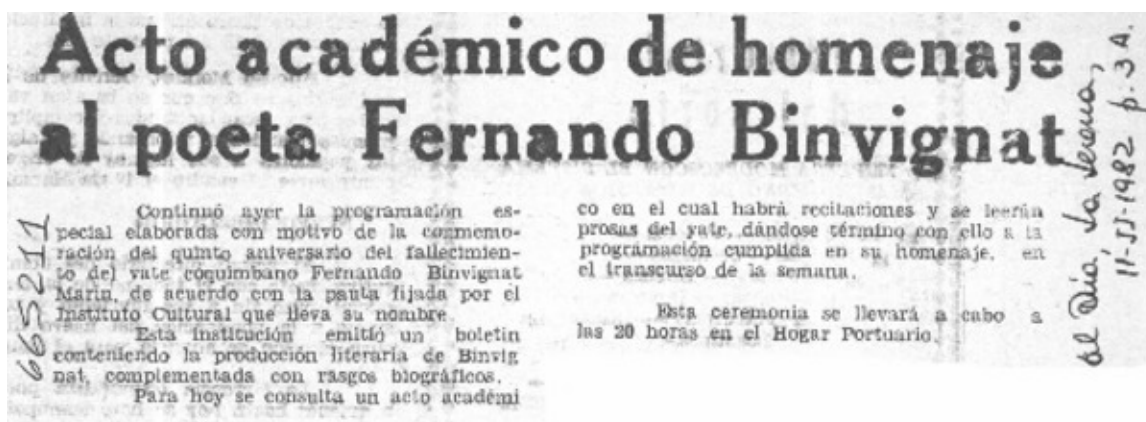 Acto académico de homenaje
al poeta Fernando Binvignat
Continuó ayer la programación es-
pecial elaborada con motivo de la conmemo-
ración del quinto aniversario del fallecimien-
to del vate coquimbano Fernando Binvignat
Marín, de acuerdo con la pauta fijada por el
Instituto Cultural que lleva su nombre.
Esta institución emitió un boletín
conteniendo la producción literaria de Binvig
nat, complementada con rasgos biográficos.
Para hoy se consulta un acto académi
co en el cual habrá recitaciones y se leerán
prosas del vate, dándose término con ello a la
programación cumplida en su homenaje, en
el transcurso de la semana.
Esta ceremonia se llevará a cabo a
las 20 horas en el Hogar Portuario.
665211
el Día, La Serena,
1982 p. 3 A.